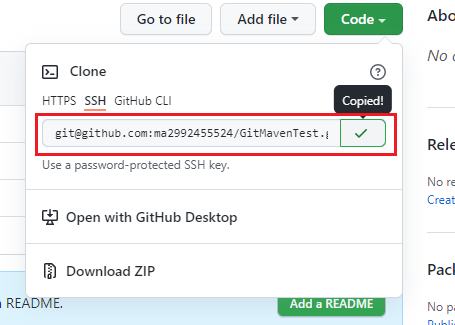 Go to file
Add file
Code
Abo
No
Clone
Copied!
HTTPS SSH GitHub CLI
git@github.com:ma2992455524/GitMavenTest.g
Use a password-protected SSH key.
Rele
No re
Creat
Open with GitHub Desktop
Pack
Download ZIP
README.
Add a README
No pa